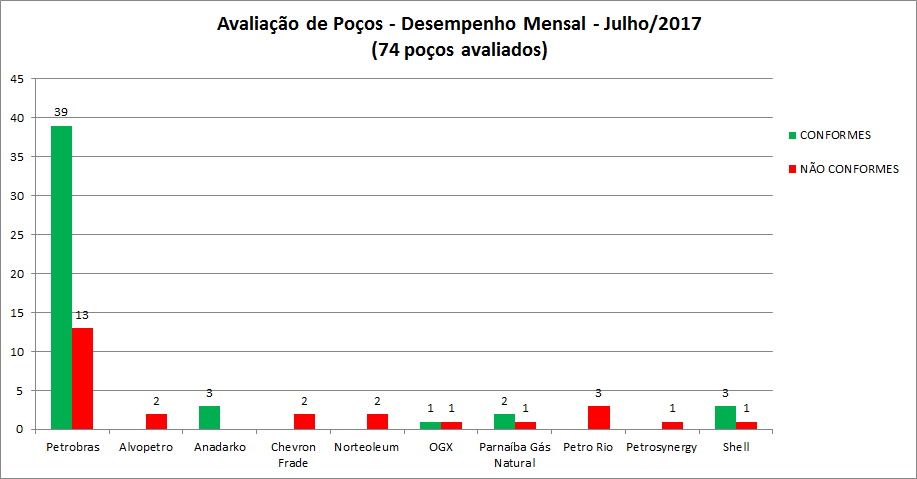 Avaliação de Poços - Desempenho Mensal - Julho/2017
(74 poços avaliados)
45
40
35
30
25
20
15
10
5
0
39
13
2
3
2
2
1
1
2
1
3
1
3
1
Petrobras
Alvopetro
Anadarko
Chevron
Frade
Norteoleum
OGX
Parnaíba Gás
Natural
Petro Rio
Petrosynergy
Shell
CONFORMES
NÃO CONFORMES